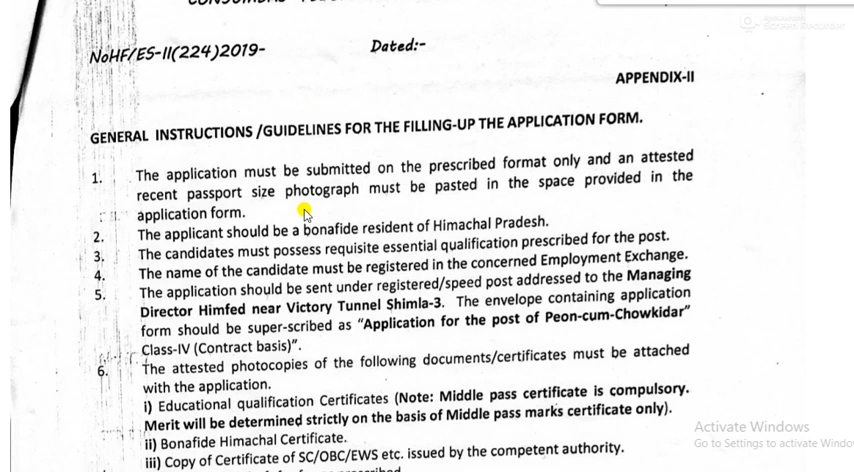 NoHF/ES-II(224)2019-
Dated:-
APPENDIX-II
GENERAL INSTRUCTIONS /GUIDELINES FOR THE FILLING-UP THE APPLICATION FORM.
1. The application must be submitted on the prescribed format only and an attested
recent passport size photograph must be pasted in the space provided in the
application form.
2. The applicant should be a bonafide resident of Himachal Pradesh.
3. The candidates must possess requisite essential qualification prescribed for the post.
4. The name of the candidate must be registered in the concerned Employment Exchange.
5. The application should be sent under registered/speed post addressed to the Managing
Director Himfed near Victory Tunnel Shimla-3. The envelope containing application
form should be super-scribed as "Application for the post of Peon-cum-Chowkidar"
Class-IV (Contract basis)".
6. The attested photocopies of the following documents/certificates must be attached
with the application.
i) Educational qualification Certificates (Note: Middle pass certificate is compulsory.
Merit will be determined strictly on the basis of Middle pass marks certificate only).
ii) Bonafide Himachal Certificate.
iii) Copy of Certificate of SC/OBC/EWS etc. issued by the competent authority.
Activate Windows
Go to Settings to activate Windo